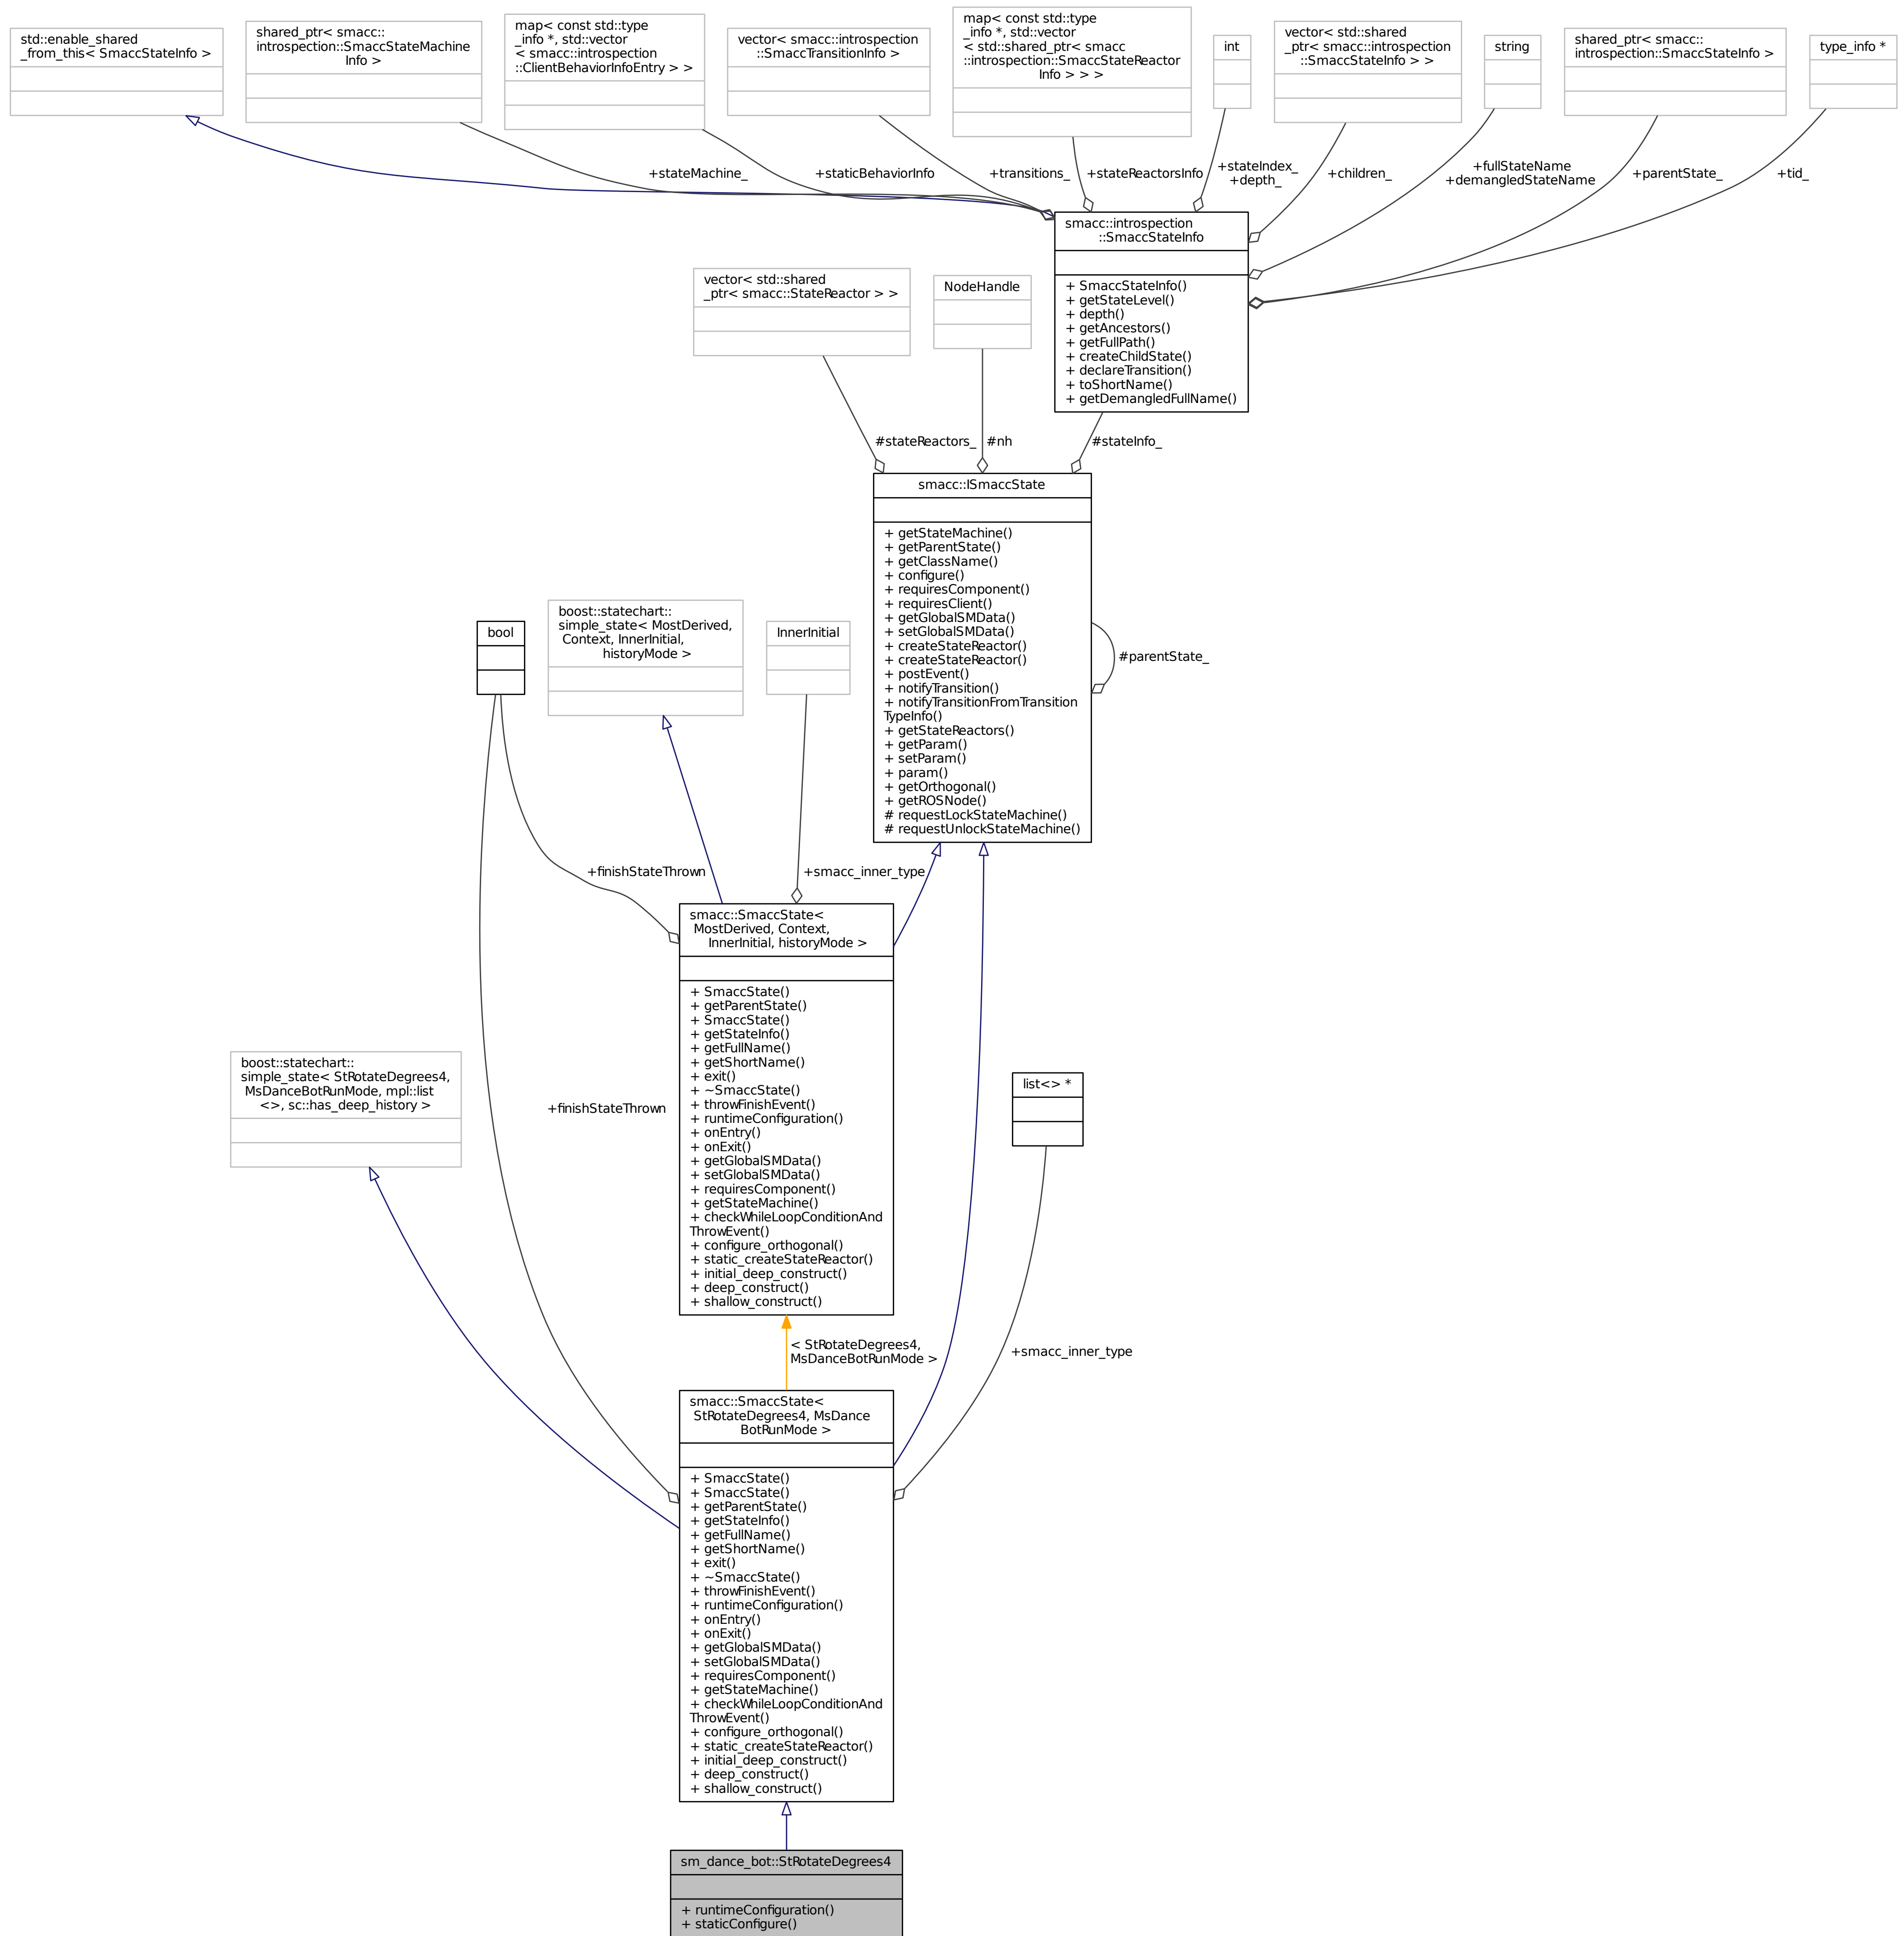 std::enable_shared
_from_this< SmaccStateInfo >
shared_ptr< smacc::
introspection::SmaccStateMachine
Info >
map< const std::type
_info *, std::vector
< smacc::introspection
::ClientBehaviorInfoEntry > >
vector< smacc::introspection
::SmaccTransitionInfo >
map< const std::type
_info *, std::vector
< std::shared_ptr< smacc
::introspection::SmaccStateReactor
Info > > >
int
vector< std::shared
_ptr< smacc::introspection
::SmaccStateInfo > >
string
shared_ptr< smacc::
introspection::SmaccStateInfo >
type_info *
+stateMachine_
+staticBehaviorInfo
+transitions_
+stateReactorsInfo
+stateIndex_
+depth_
+children_
+fullStateName
+demangledStateName
+parentState_
+tid_
smacc::introspection
::SmaccStateInfo
+ SmaccStateInfo()
+ getStateLevel()
+ depth()
+ getAncestors()
+ getFullPath()
+ createChildState()
+ declareTransition()
+ toShortName()
+ getDemangledFullName()
vector< std::shared
_ptr< smacc::StateReactor > >
NodeHandle
#stateReactors_
#nh
#stateInfo_
smacc::ISmaccState
+ getStateMachine()
+ getParentState()
+ getClassName()
+ configure()
+ requiresComponent()
+ requiresClient()
+ getGlobalSMData()
+ setGlobalSMData()
+ createStateReactor()
+ createStateReactor()
+ postEvent()
+ notifyTransition()
+ notifyTransitionFromTransition
TypeInfo()
+ getStateReactors()
+ getParam()
+ setParam()
+ param()
+ getOrthogonal()
+ getROSNode()
# requestLockStateMachine()
# requestUnlockStateMachine()
#parentState_
bool
boost::statechart::
simple_state< MostDerived,
Context, InnerInitial,
historyMode >
InnerInitial
+finishStateThrown
+smacc_inner_type
smacc::SmaccState<
MostDerived, Context,
InnerInitial, historyMode >
+ SmaccState()
+ getParentState()
+ SmaccState()
+ getStateInfo()
+ getFullName()
+ getShortName()
+ exit()
+ ~SmaccState()
+ throwFinishEvent()
+ runtimeConfiguration()
+ onEntry()
+ onExit()
+ getGlobalSMData()
+ setGlobalSMData()
+ requiresComponent()
+ getStateMachine()
+ checkWhileLoopConditionAnd
ThrowEvent()
+ configure_orthogonal()
+ static_createStateReactor()
+ initial_deep_construct()
+ deep_construct()
+ shallow_construct()
boost::statechart::
simple_state< StRotateDegrees4,
MsDanceBotRunMode, mpl::list
<>, sc::has_deep_history >
+finishStateThrown
list<> *
< StRotateDegrees4,
MsDanceBotRunMode >
+smacc_inner_type
smacc::SmaccState<
StRotateDegrees4, MsDance
BotRunMode >
+ SmaccState()
+ SmaccState()
+ getParentState()
+ getStateInfo()
+ getFullName()
+ getShortName()
+ exit()
+ ~SmaccState()
+ throwFinishEvent()
+ runtimeConfiguration()
+ onEntry()
+ onExit()
+ getGlobalSMData()
+ setGlobalSMData()
+ requiresComponent()
+ getStateMachine()
+ checkWhileLoopConditionAnd
ThrowEvent()
+ configure_orthogonal()
+ static_createStateReactor()
+ initial_deep_construct()
+ deep_construct()
+ shallow_construct()
sm_dance_bot::StRotateDegrees4
+ runtimeConfiguration()
+ staticConfigure()